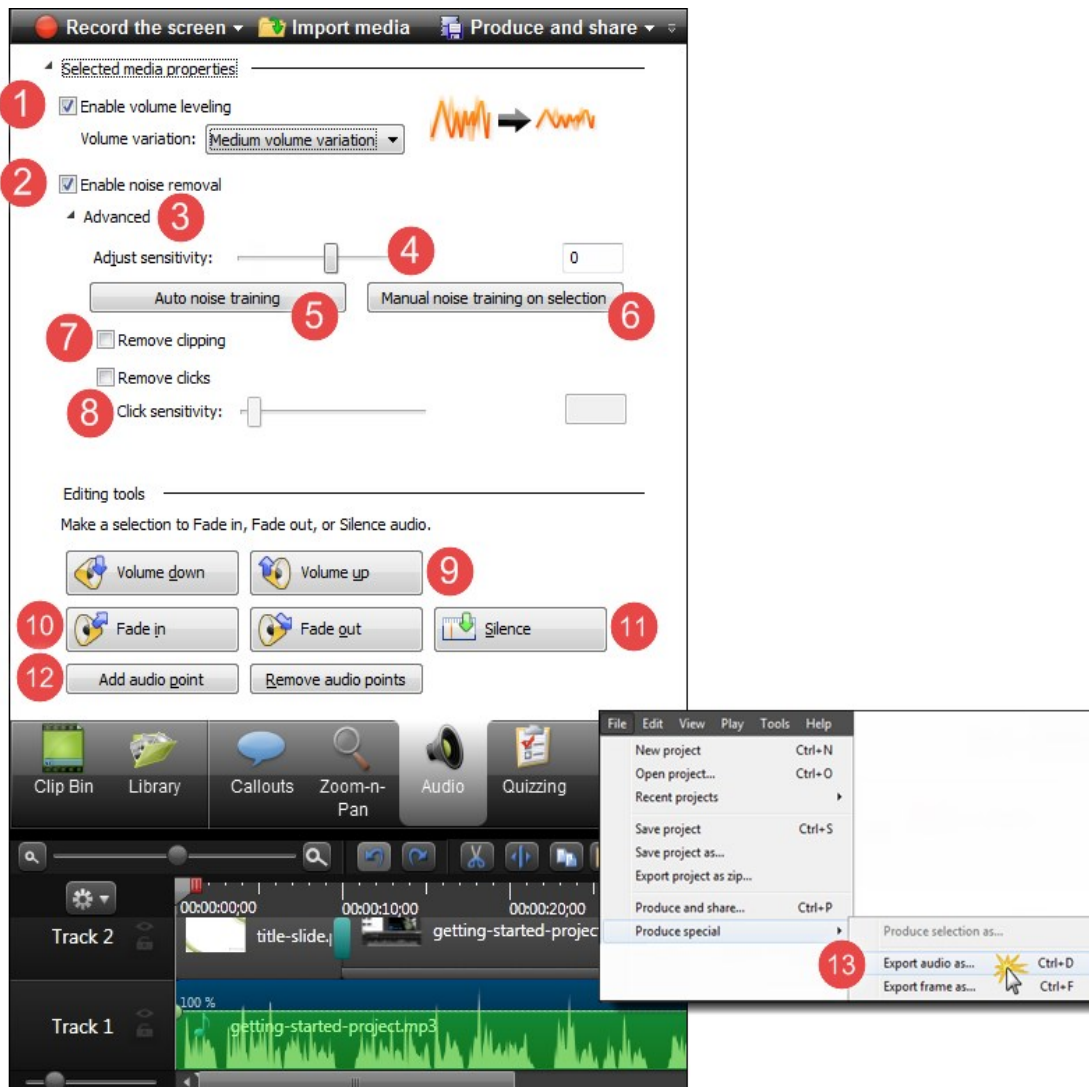 Record the screen Import media Produce and share
Selected media properties
1 Enable volume leveling
Volume variation: Medium volume variation
2 Enable noise removal
Advanced 3
Adjust sensitivity: 4 0
Auto noise training 5 Manual noise training on selection 6
7 Remove clipping
Remove clicks
8 Click sensitivity:
Editing tools
Make a selection to Fade in, Fade out, or Silence audio.
Volume down Volume up 9
10 Fade in Fade out Silence 11
12 Add audio point Remove audio points
Clip Bin Library Callouts Zoom-n-Pan Audio Quizzing
00:00:00;00 00:00:10;00 00:00:20;00
Track 2 title-slide.p getting-started-projec
100 %
Track 1 getting-started-project.mp3
File Edit View Play Tools Help
New project Ctrl+N
Open project... Ctrl+O
Recent projects
Save project Ctrl+S
Save project as...
Export project as zip...
Produce and share... Ctrl+P
Produce special Produce selection as...
13 Export audio as... Ctrl+D
Export frame as... Ctrl+F